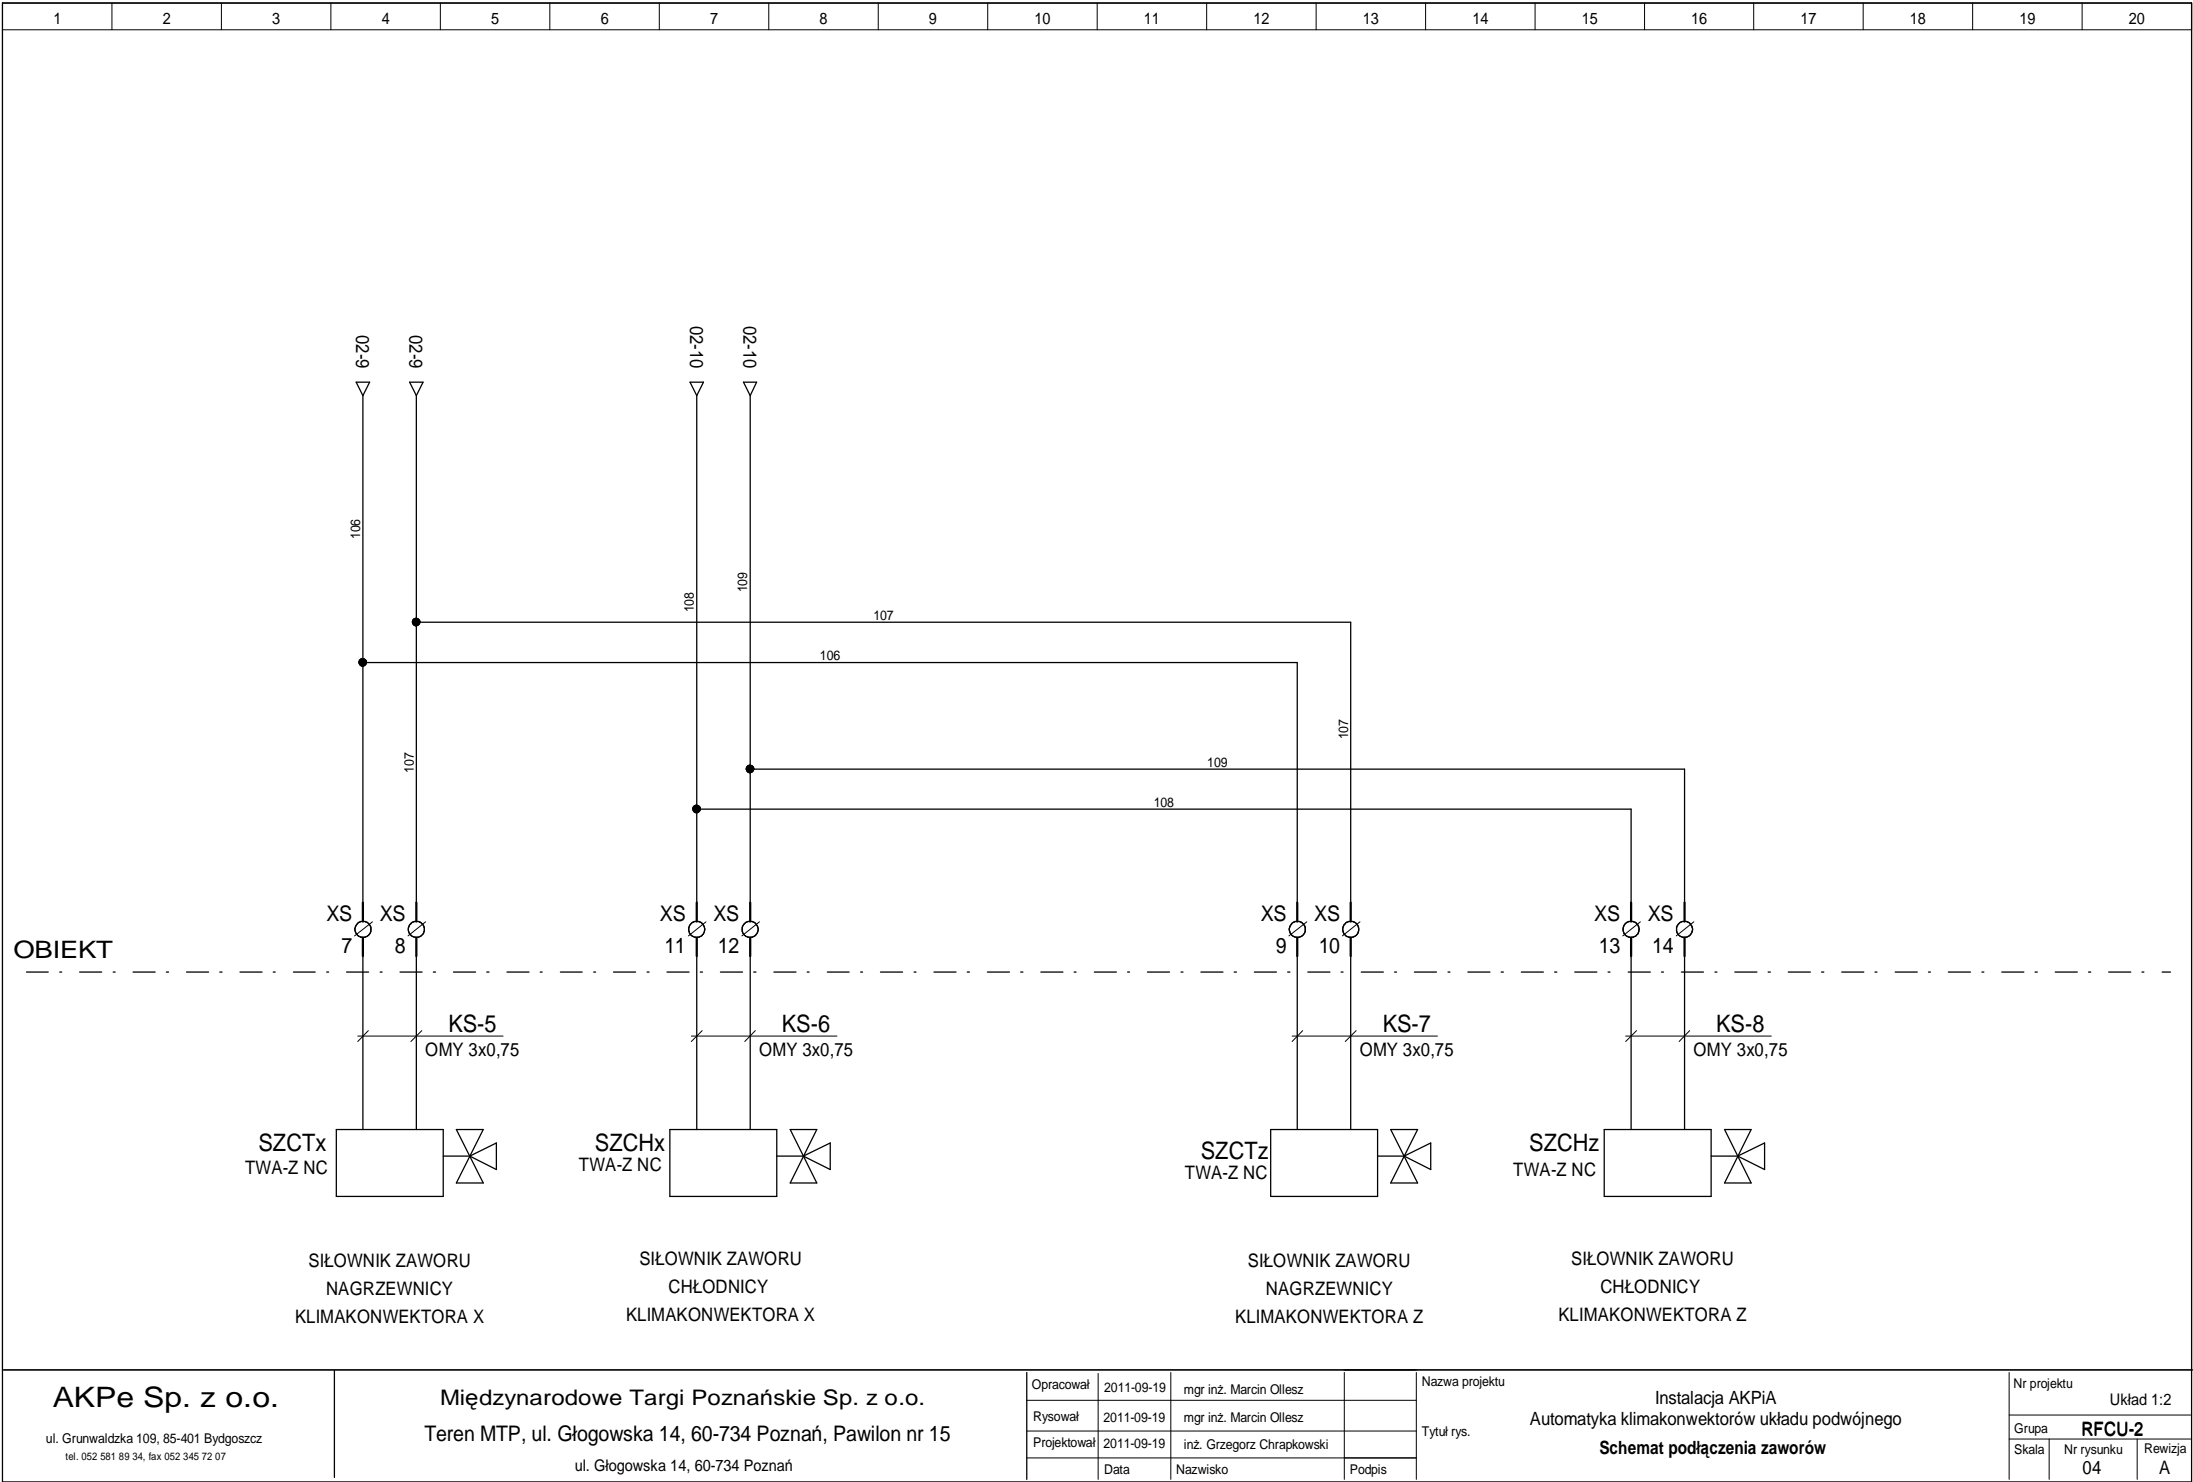 1 2 3 4 5 6 7 8 9 10 11 12 13 14 15 16 17 18 19 20
02-9 02-9 02-10 02-10
106
109
108
107
106
107
107
109
108
XS XS XS XS XS XS XS XS
7 8 11 12 9 10 13 14
OBIEKT
KS-5 KS-6 KS-7 KS-8
OMY 3x0,75 OMY 3x0,75 OMY 3x0,75 OMY 3x0,75
SZCTx SZCHx SZCTz SZCHz
TWA-Z NC TWA-Z NC TWA-Z NC TWA-Z NC
SIŁOWNIK ZAWORU
NAGRZEWNICY
KLIMAKONWEKTORA X
SIŁOWNIK ZAWORU
CHŁODNICY
KLIMAKONWEKTORA X
SIŁOWNIK ZAWORU
NAGRZEWNICY
KLIMAKONWEKTORA Z
SIŁOWNIK ZAWORU
CHŁODNICY
KLIMAKONWEKTORA Z
AKPe Sp. z o.o.
ul. Grunwaldzka 109, 85-401 Bydgoszcz
tel. 052 581 89 34, fax 052 345 72 07
Międzynarodowe Targi Poznańskie Sp. z o.o.
Teren MTP, ul. Głogowska 14, 60-734 Poznań, Pawilon nr 15
ul. Głogowska 14, 60-734 Poznań
Opracował 2011-09-19 mgr inż. Marcin Ollesz
Rysował 2011-09-19 mgr inż. Marcin Ollesz
Projektował 2011-09-19 inż. Grzegorz Chrapkowski
Data Nazwisko Podpis
Nazwa projektu
Instalacja AKPiA
Automatyka klimakonwektorów układu podwójnego
Tytuł rys.
Schemat podłączenia zaworów
Nr projektu
Układ 1:2
Grupa RFCU-2
Skala Nr rysunku Rewizja
04 A